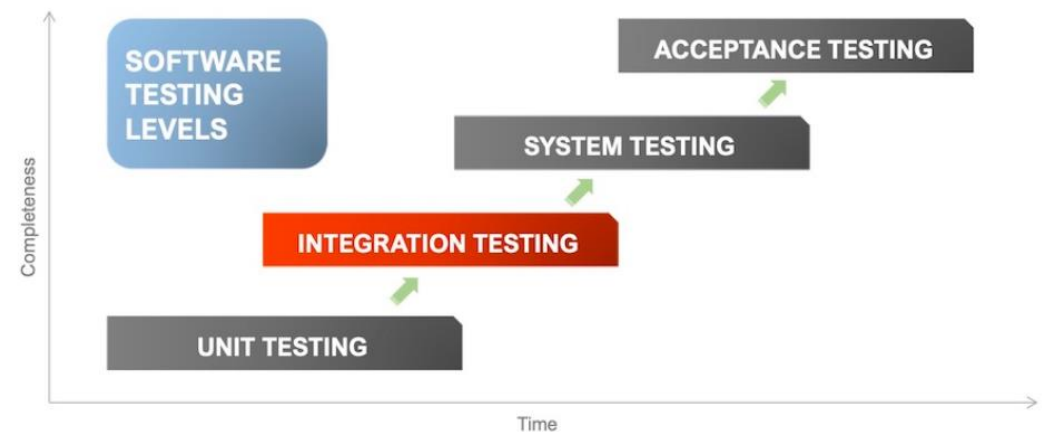 SOFTWARE
TESTING
LEVELS
ACCEPTANCE TESTING
SYSTEM TESTING
INTEGRATION TESTING
UNIT TESTING
Completeness
Time